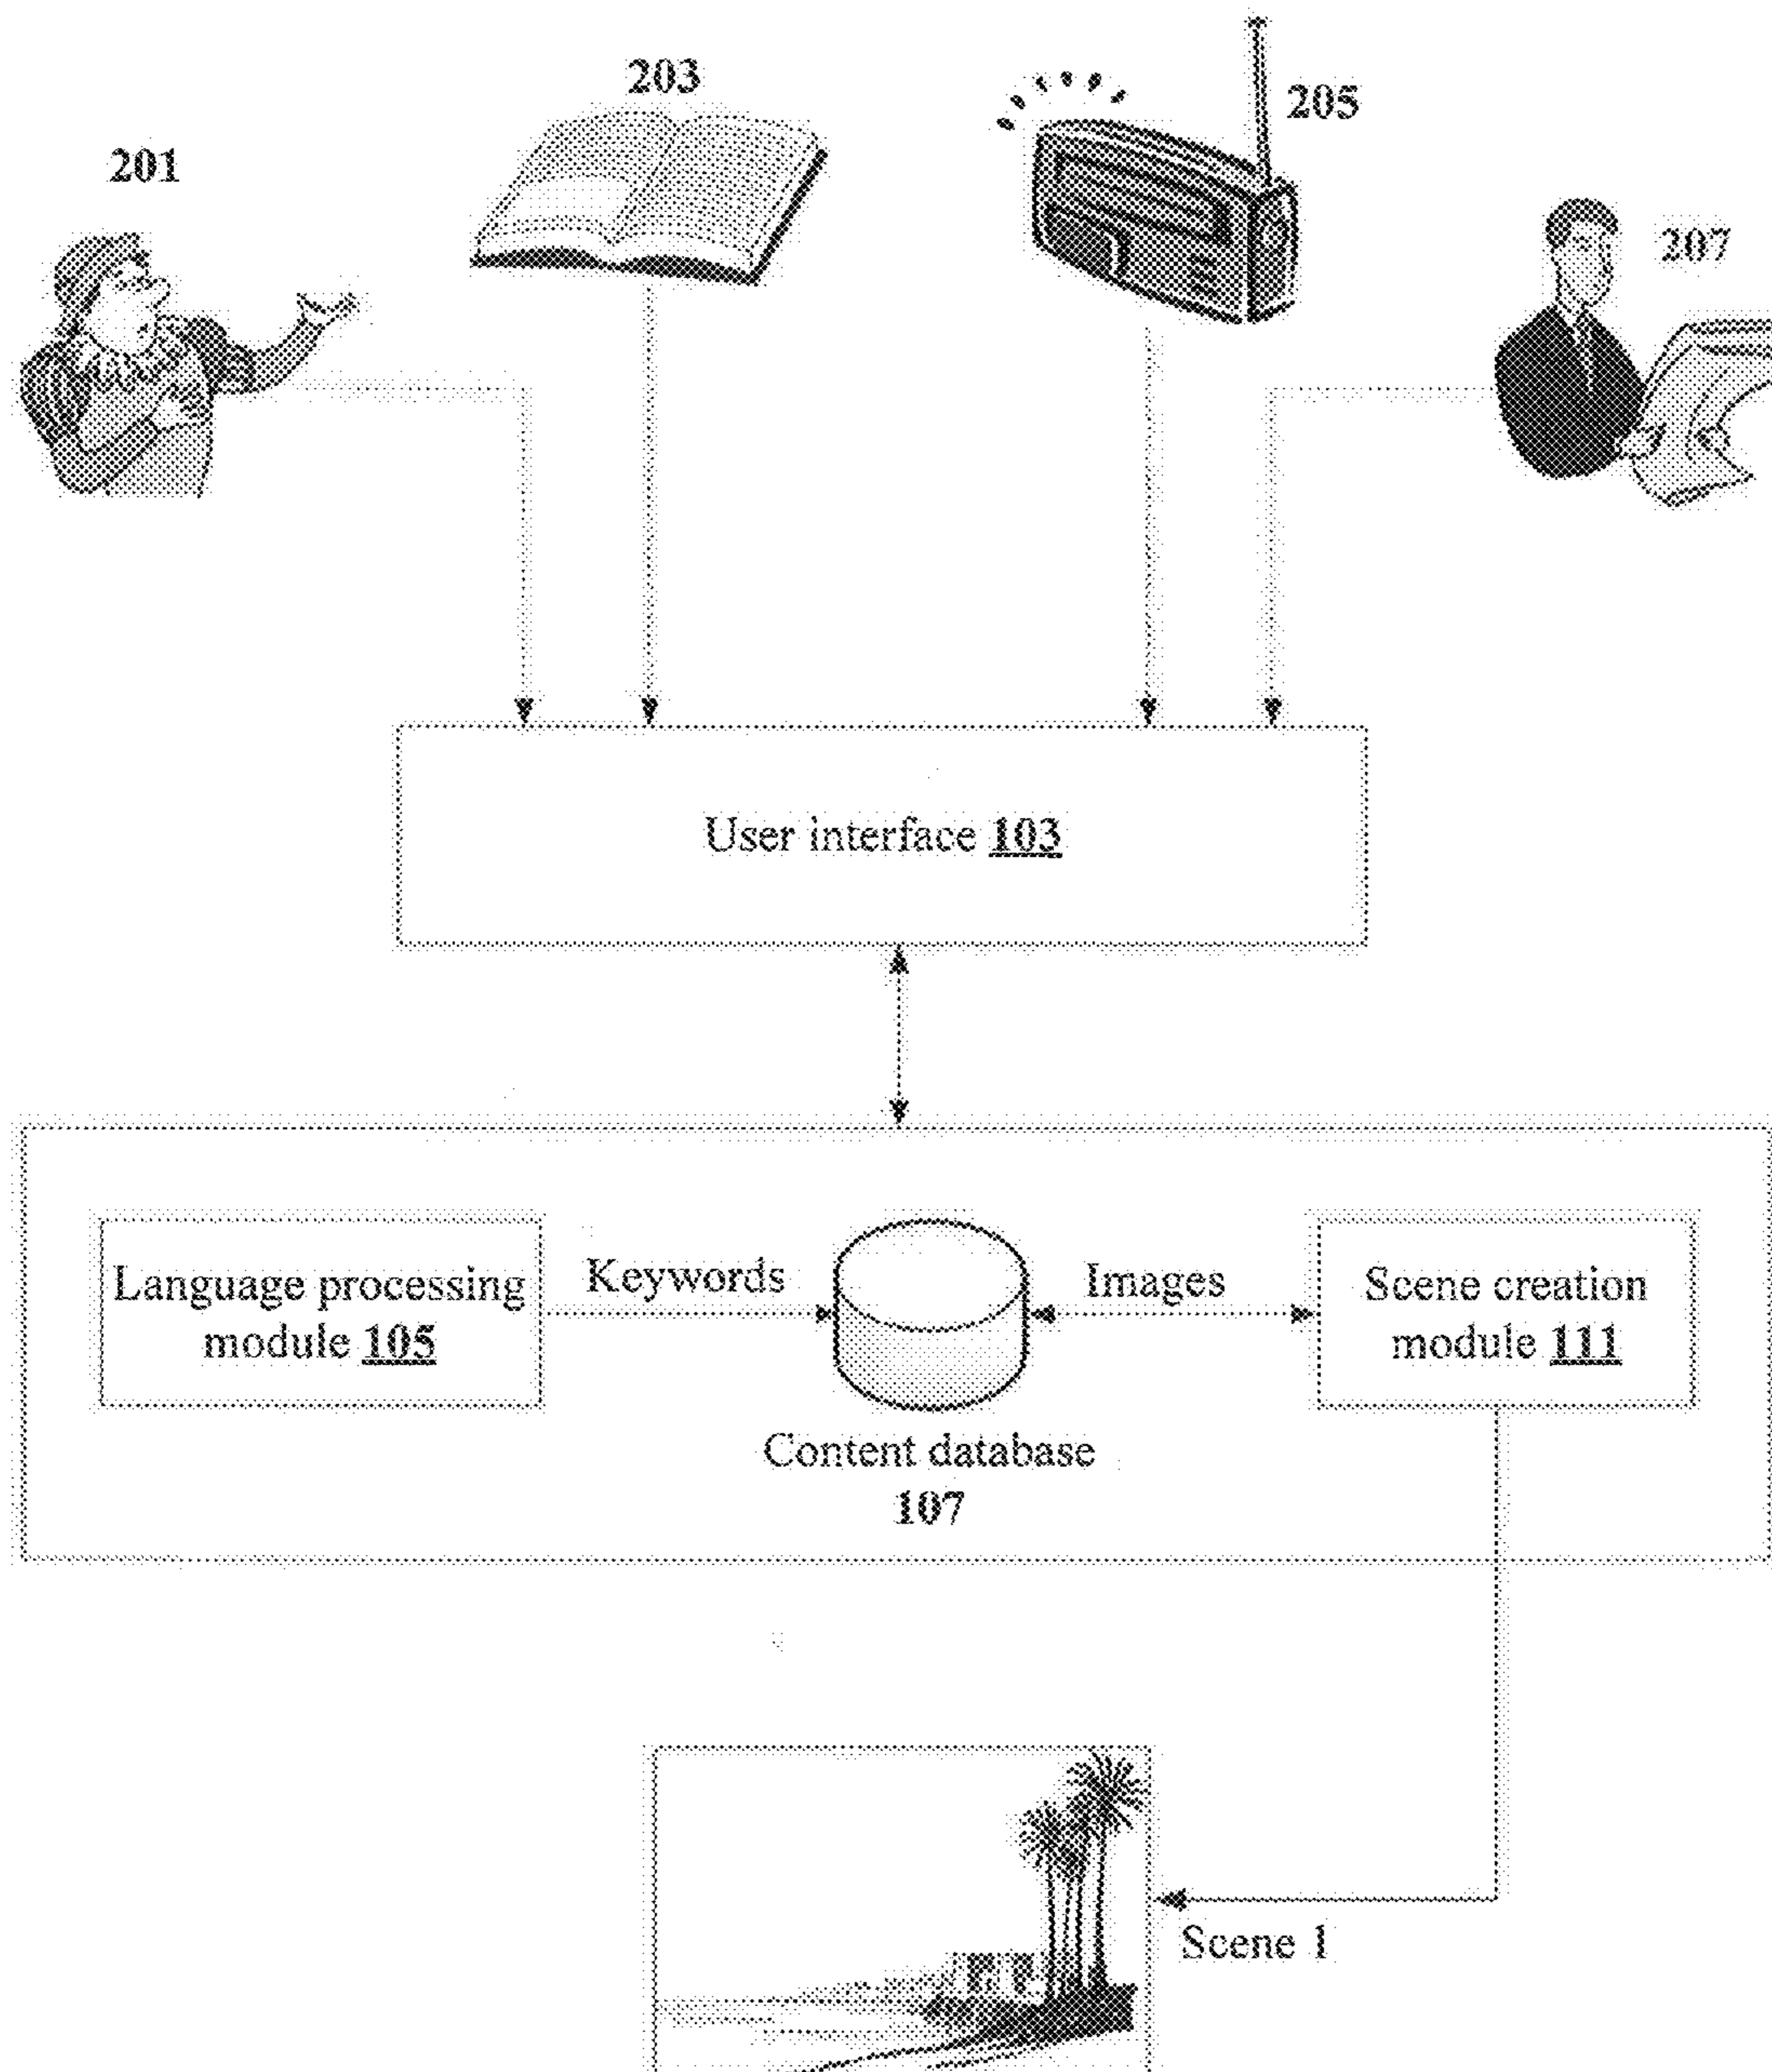 203
205
201
207
User interface 103
Language processing
module 105
Keywords
Images
Scene creation
module 111
Content database
107
Scene 1